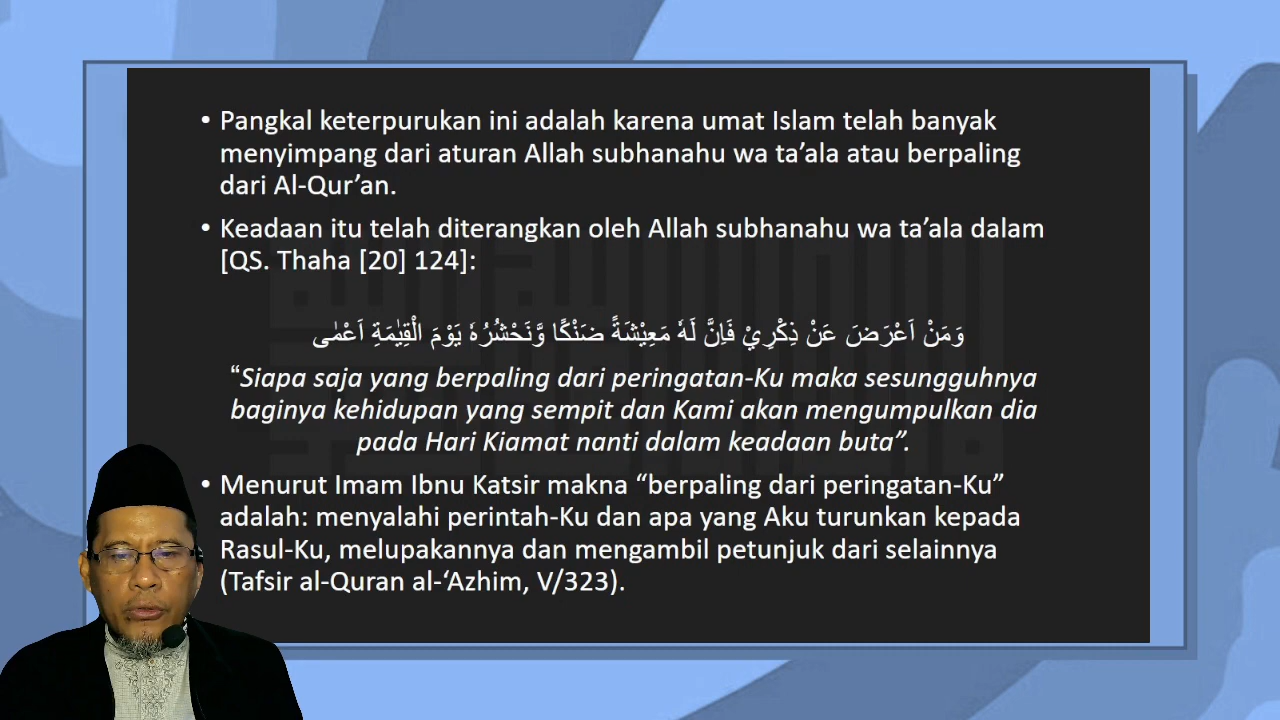 • Pangkal keterpurukan ini adalah karena umat Islam telah banyak
menyimpang dari aturan Allah subhanahu wa ta’ala atau berpaling
dari Al-Qur’an.
• Keadaan itu telah diterangkan oleh Allah subhanahu wa ta’ala dalam
[QS. Thaha [20] 124]:
وَمَنْ اَعْرَضَ عَنْ ذِكْرِيْ فَاِنَّ لَهٗ مَعِيْشَةً ضَنْكًا وَّنَحْشُرُهٗ يَوْمَ الْقِيٰمَةِ اَعْمٰى
“Siapa saja yang berpaling dari peringatan-Ku maka sesungguhnya
baginya kehidupan yang sempit dan Kami akan mengumpulkan dia
pada Hari Kiamat nanti dalam keadaan buta”.
• Menurut Imam Ibnu Katsir makna “berpaling dari peringatan-Ku”
adalah: menyalahi perintah-Ku dan apa yang Aku turunkan kepada
Rasul-Ku, melupakannya dan mengambil petunjuk dari selainnya
(Tafsir al-Quran al-‘Azhim, V/323).